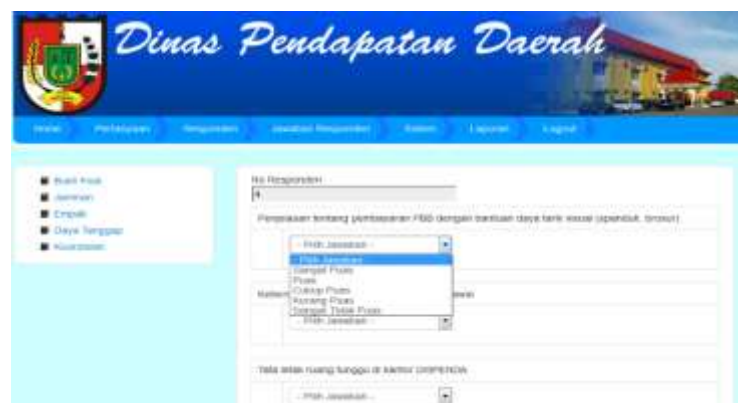 Dinas Pendapatan Daerah
Home Pertanyaan Responden Jawaban Responden Laporan Logout
Bukti Fisik
Jaminan
Empati
Daya Tanggap
Keandalan
No Responden
4
Penjelasan tentang pembayaran PBB dengan bantuan daya tarik visual (spanduk, brosur)
- Pilih Jawaban -
- Pilih Jawaban -
Sangat Puas
Puas
Cukup Puas
Kurang Puas
Sangat Tidak Puas
- Pilih Jawaban -
Tata letak ruang tunggu di kantor DISPENDA
- Pilih Jawaban -